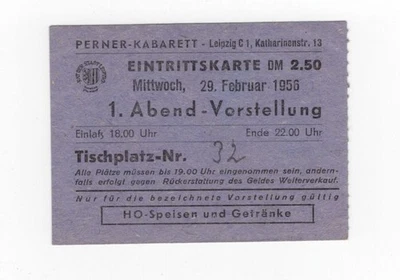 PERNER-KABARETT - Leipzig C 1, Katharinenstr. 13
EINTRITTSKARTE DM 2.50
Mittwoch, 29. Februar 1956
1. Abend-Vorstellung
Einlaß 18.00 Uhr Ende 22.00 Uhr
Tischplatz-Nr. 32
Alle Plätze müssen bis 19.00 Uhr eingenommen sein, andern-
falls erfolgt gegen Rückerstattung des Geldes Weiterverkauf.
Nur für die bezeichnete Vorstellung gültig
HO-Speisen und Getränke